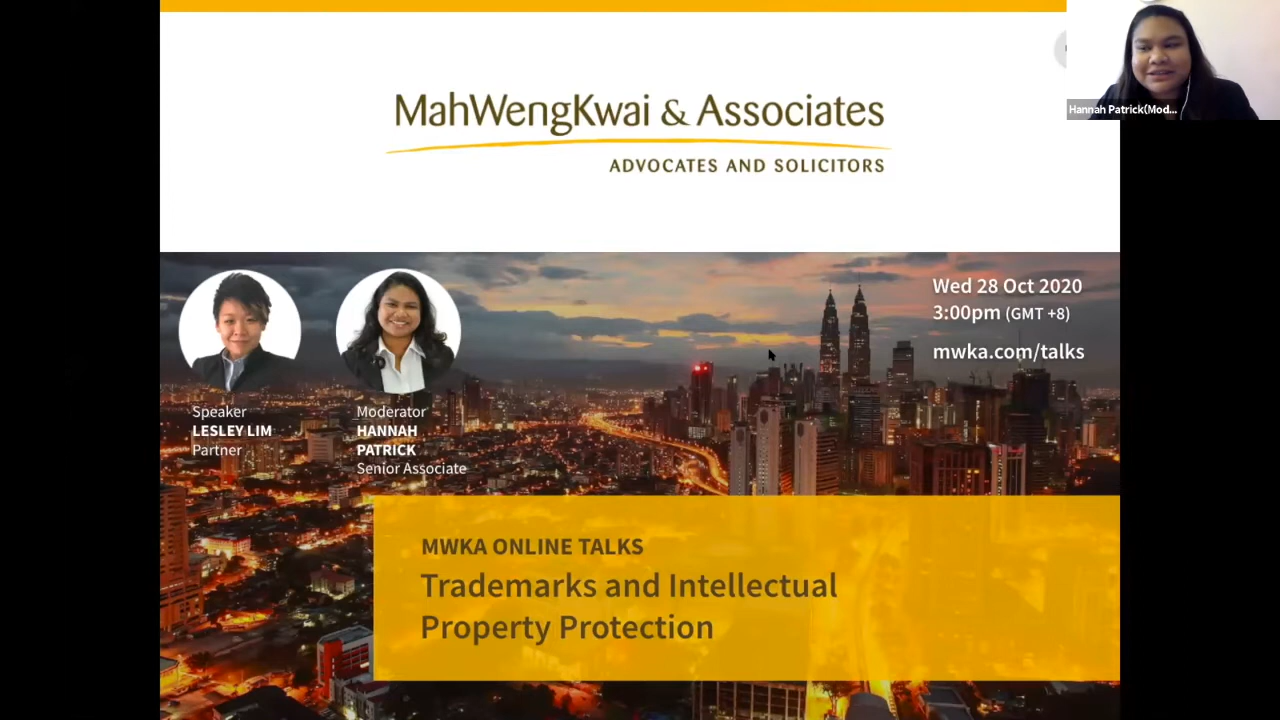 MahWengKwai & Associates
ADVOCATES AND SOLICITORS
Hannah Patrick(Mod...
Wed 28 Oct 2020
3:00pm (GMT +8)
mwka.com/talks
Speaker
LESLEY LIM
Partner
Moderator
HANNAH
PATRICK
Senior Associate
MWKA ONLINE TALKS
Trademarks and Intellectual
Property Protection